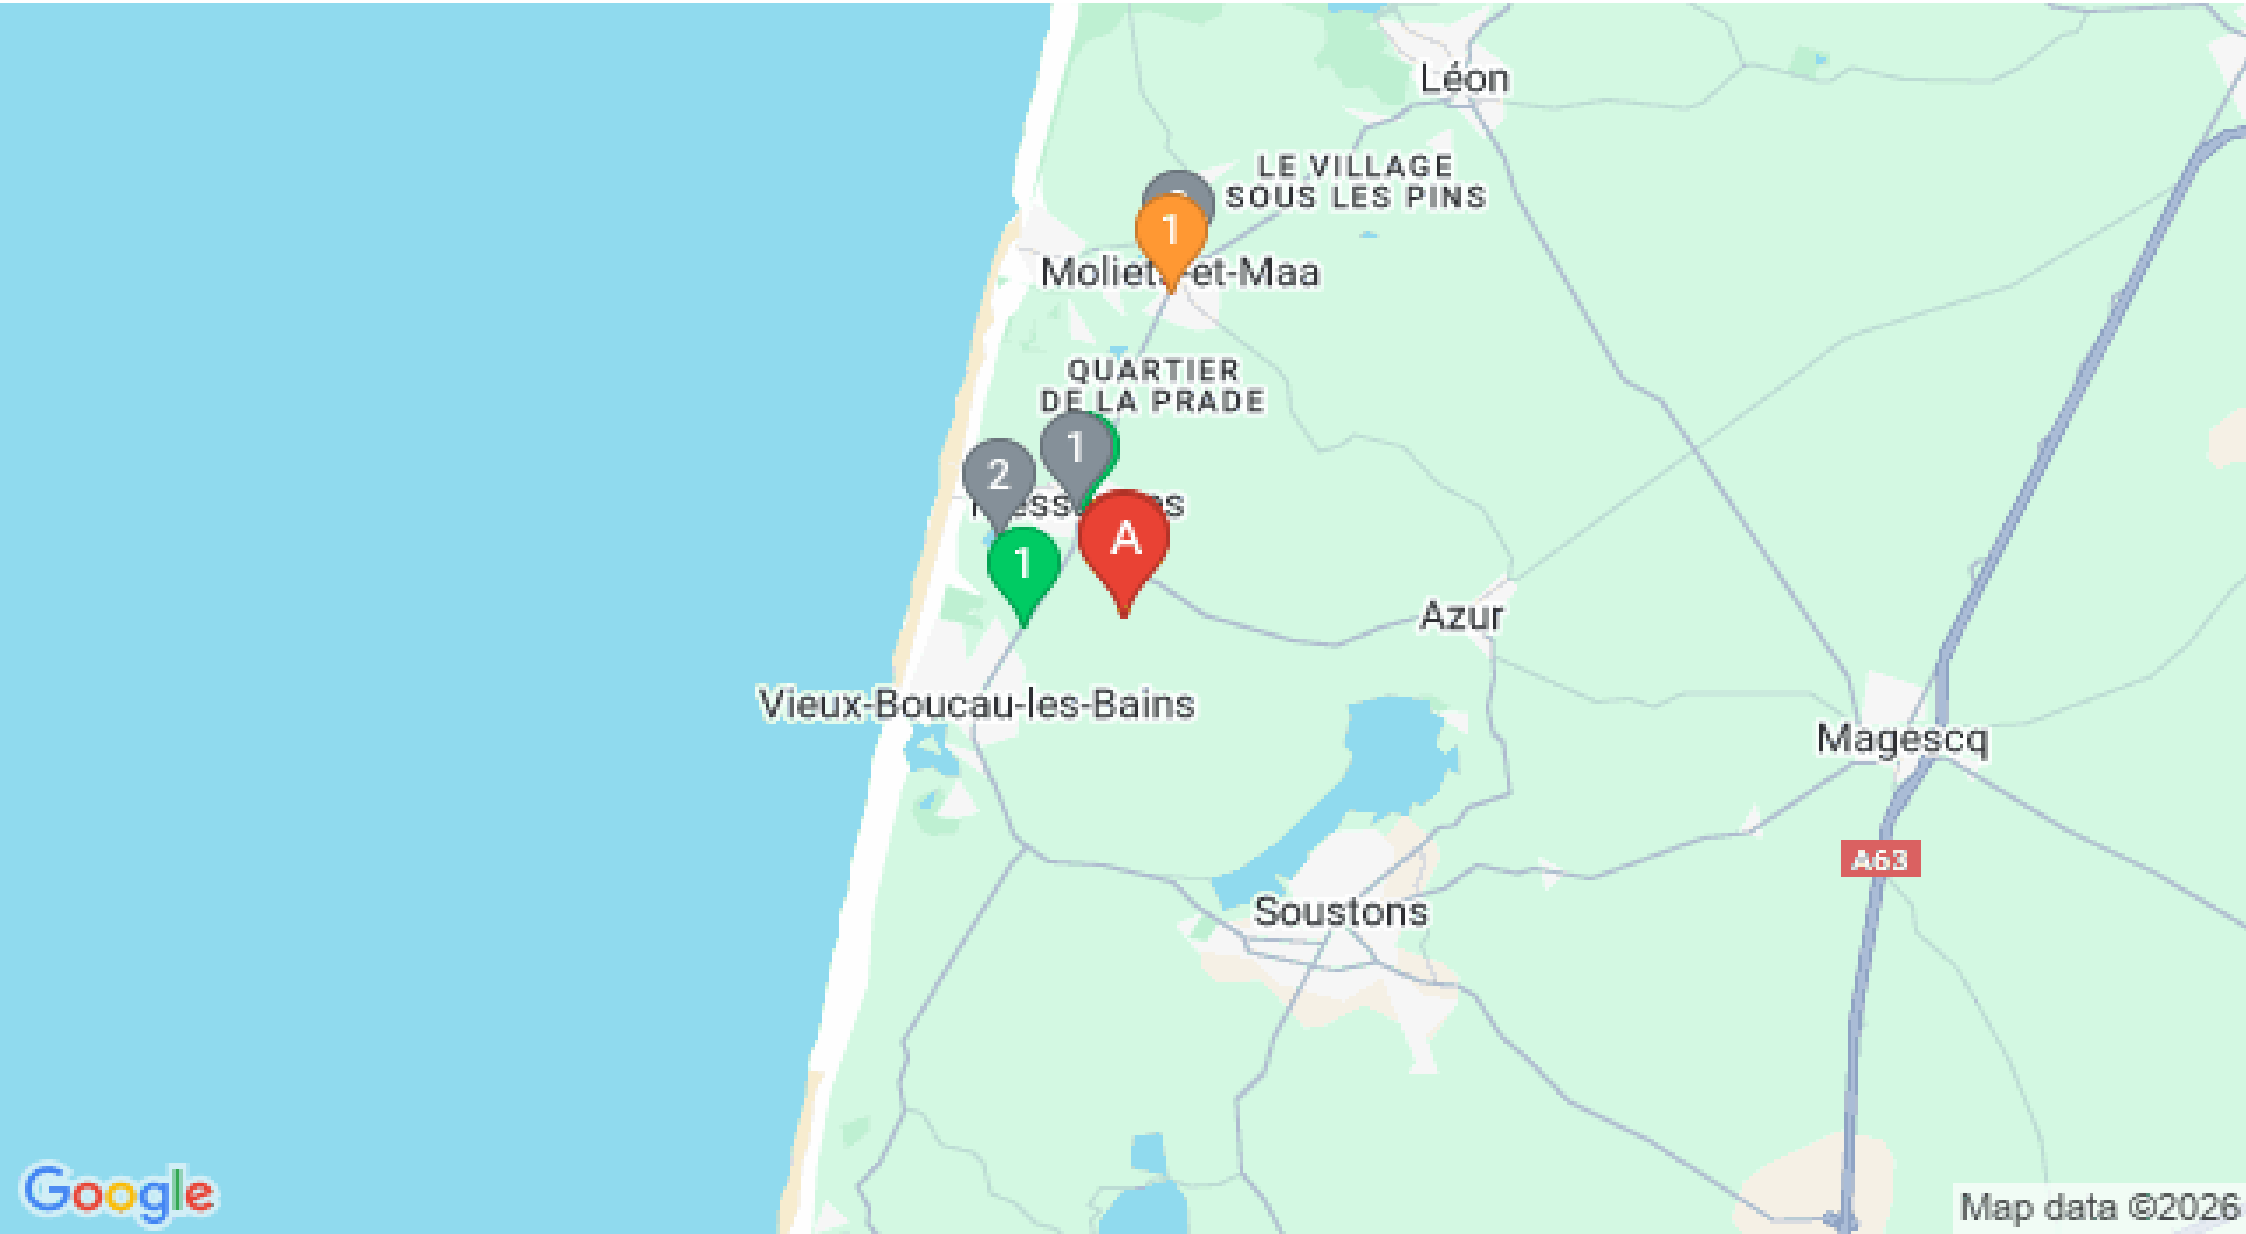 Léon
LE VILLAGE
SOUS LES PINS
1
-et-Maa
QUARTIER
DE LA PRADE
1
2
A
1
Azur
Vieux-Boucau-les-Bains
Magescq
A63
Soustons
Google
Map data ©2026